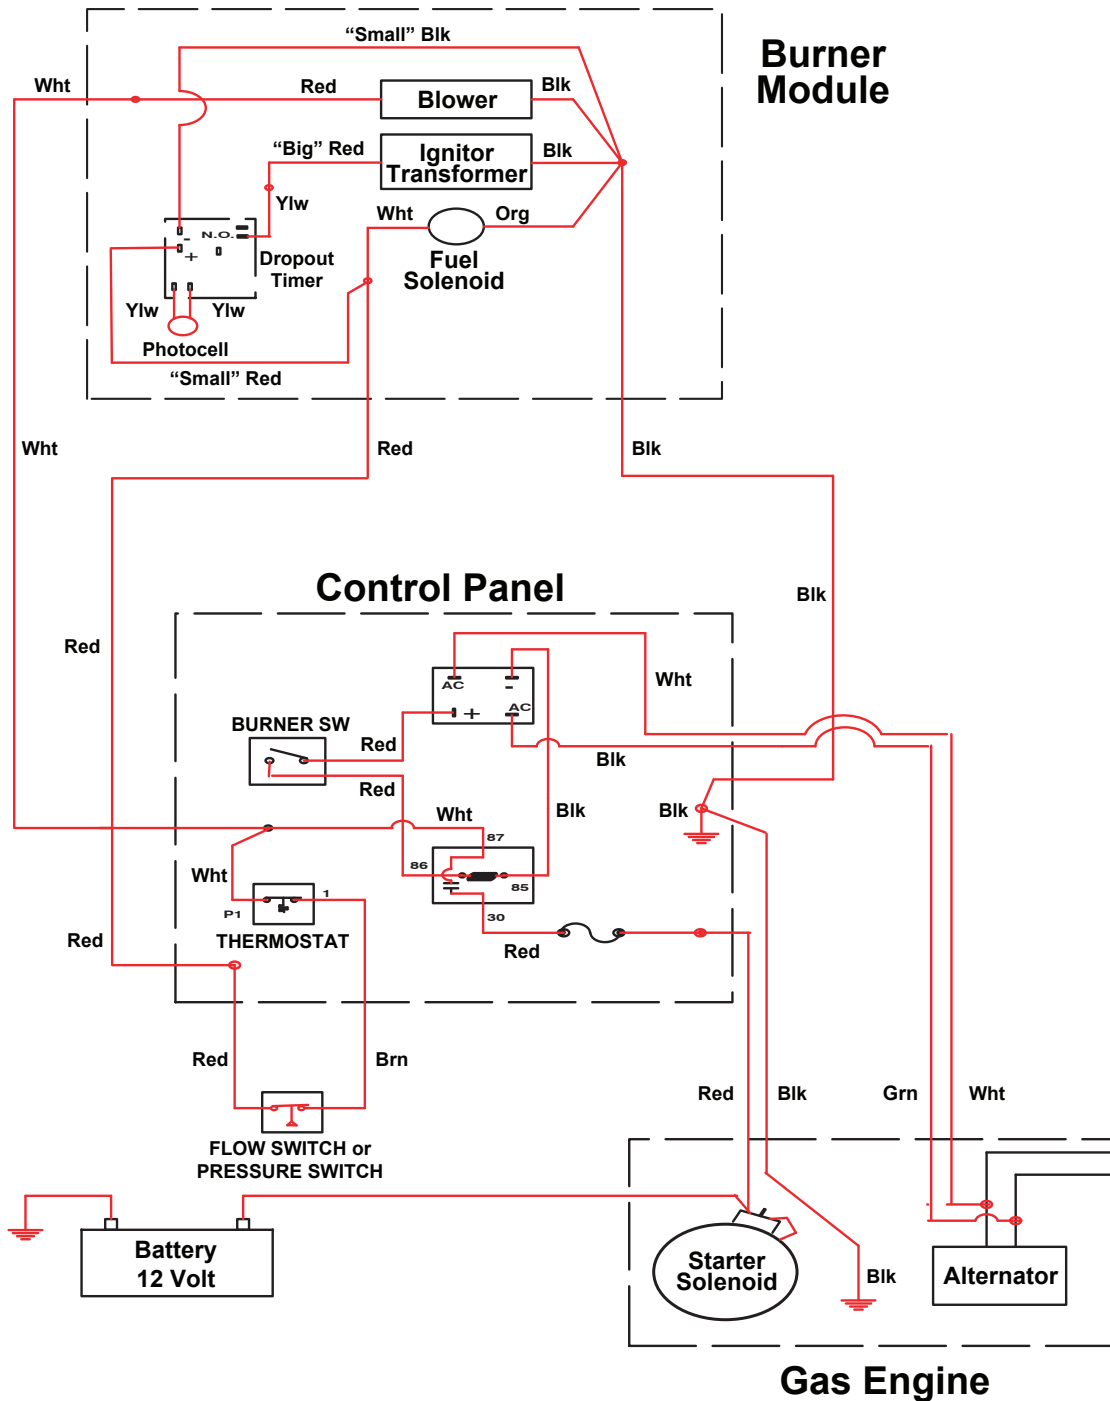 “Small” Blk
Burner
Module
Wht
Red
Blower
Blk
“Big” Red
Ignitor
Transformer
Blk
Ylw
Wht
Org
N.O.
-
+
Dropout
Timer
Fuel
Solenoid
Ylw
Ylw
Photocell
“Small” Red
Wht
Red
Blk
Control Panel
Blk
Red
Wht
AC
-
+
AC
BURNER SW
Red
Blk
Red
Wht
Blk
Blk
87
86
85
Wht
P1
1
30
THERMOSTAT
Red
Red
Red
Brn
Red
Blk
Grn
Wht
FLOW SWITCH or
PRESSURE SWITCH
Battery
12 Volt
Starter
Solenoid
Blk
Alternator
Gas Engine